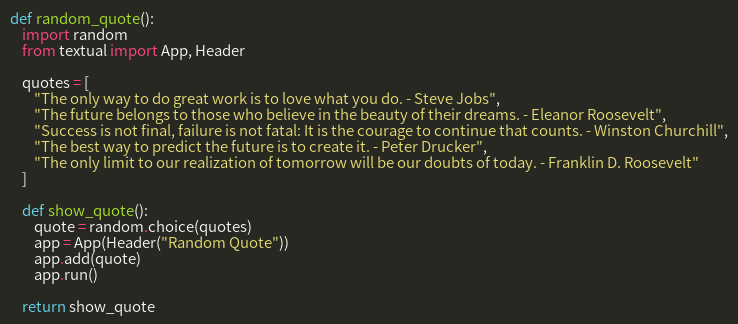 def random_quote():
    import random
    from textual import App, Header

    quotes = [
        "The only way to do great work is to love what you do. - Steve Jobs",
        "The future belongs to those who believe in the beauty of their dreams. - Eleanor Roosevelt",
        "Success is not final, failure is not fatal: It is the courage to continue that counts. - Winston Churchill",
        "The best way to predict the future is to create it. - Peter Drucker",
        "The only limit to our realization of tomorrow will be our doubts of today. - Franklin D. Roosevelt"
    ]

    def show_quote():
        quote = random.choice(quotes)
        app = App(Header("Random Quote"))
        app.add(quote)
        app.run()

    return show_quote